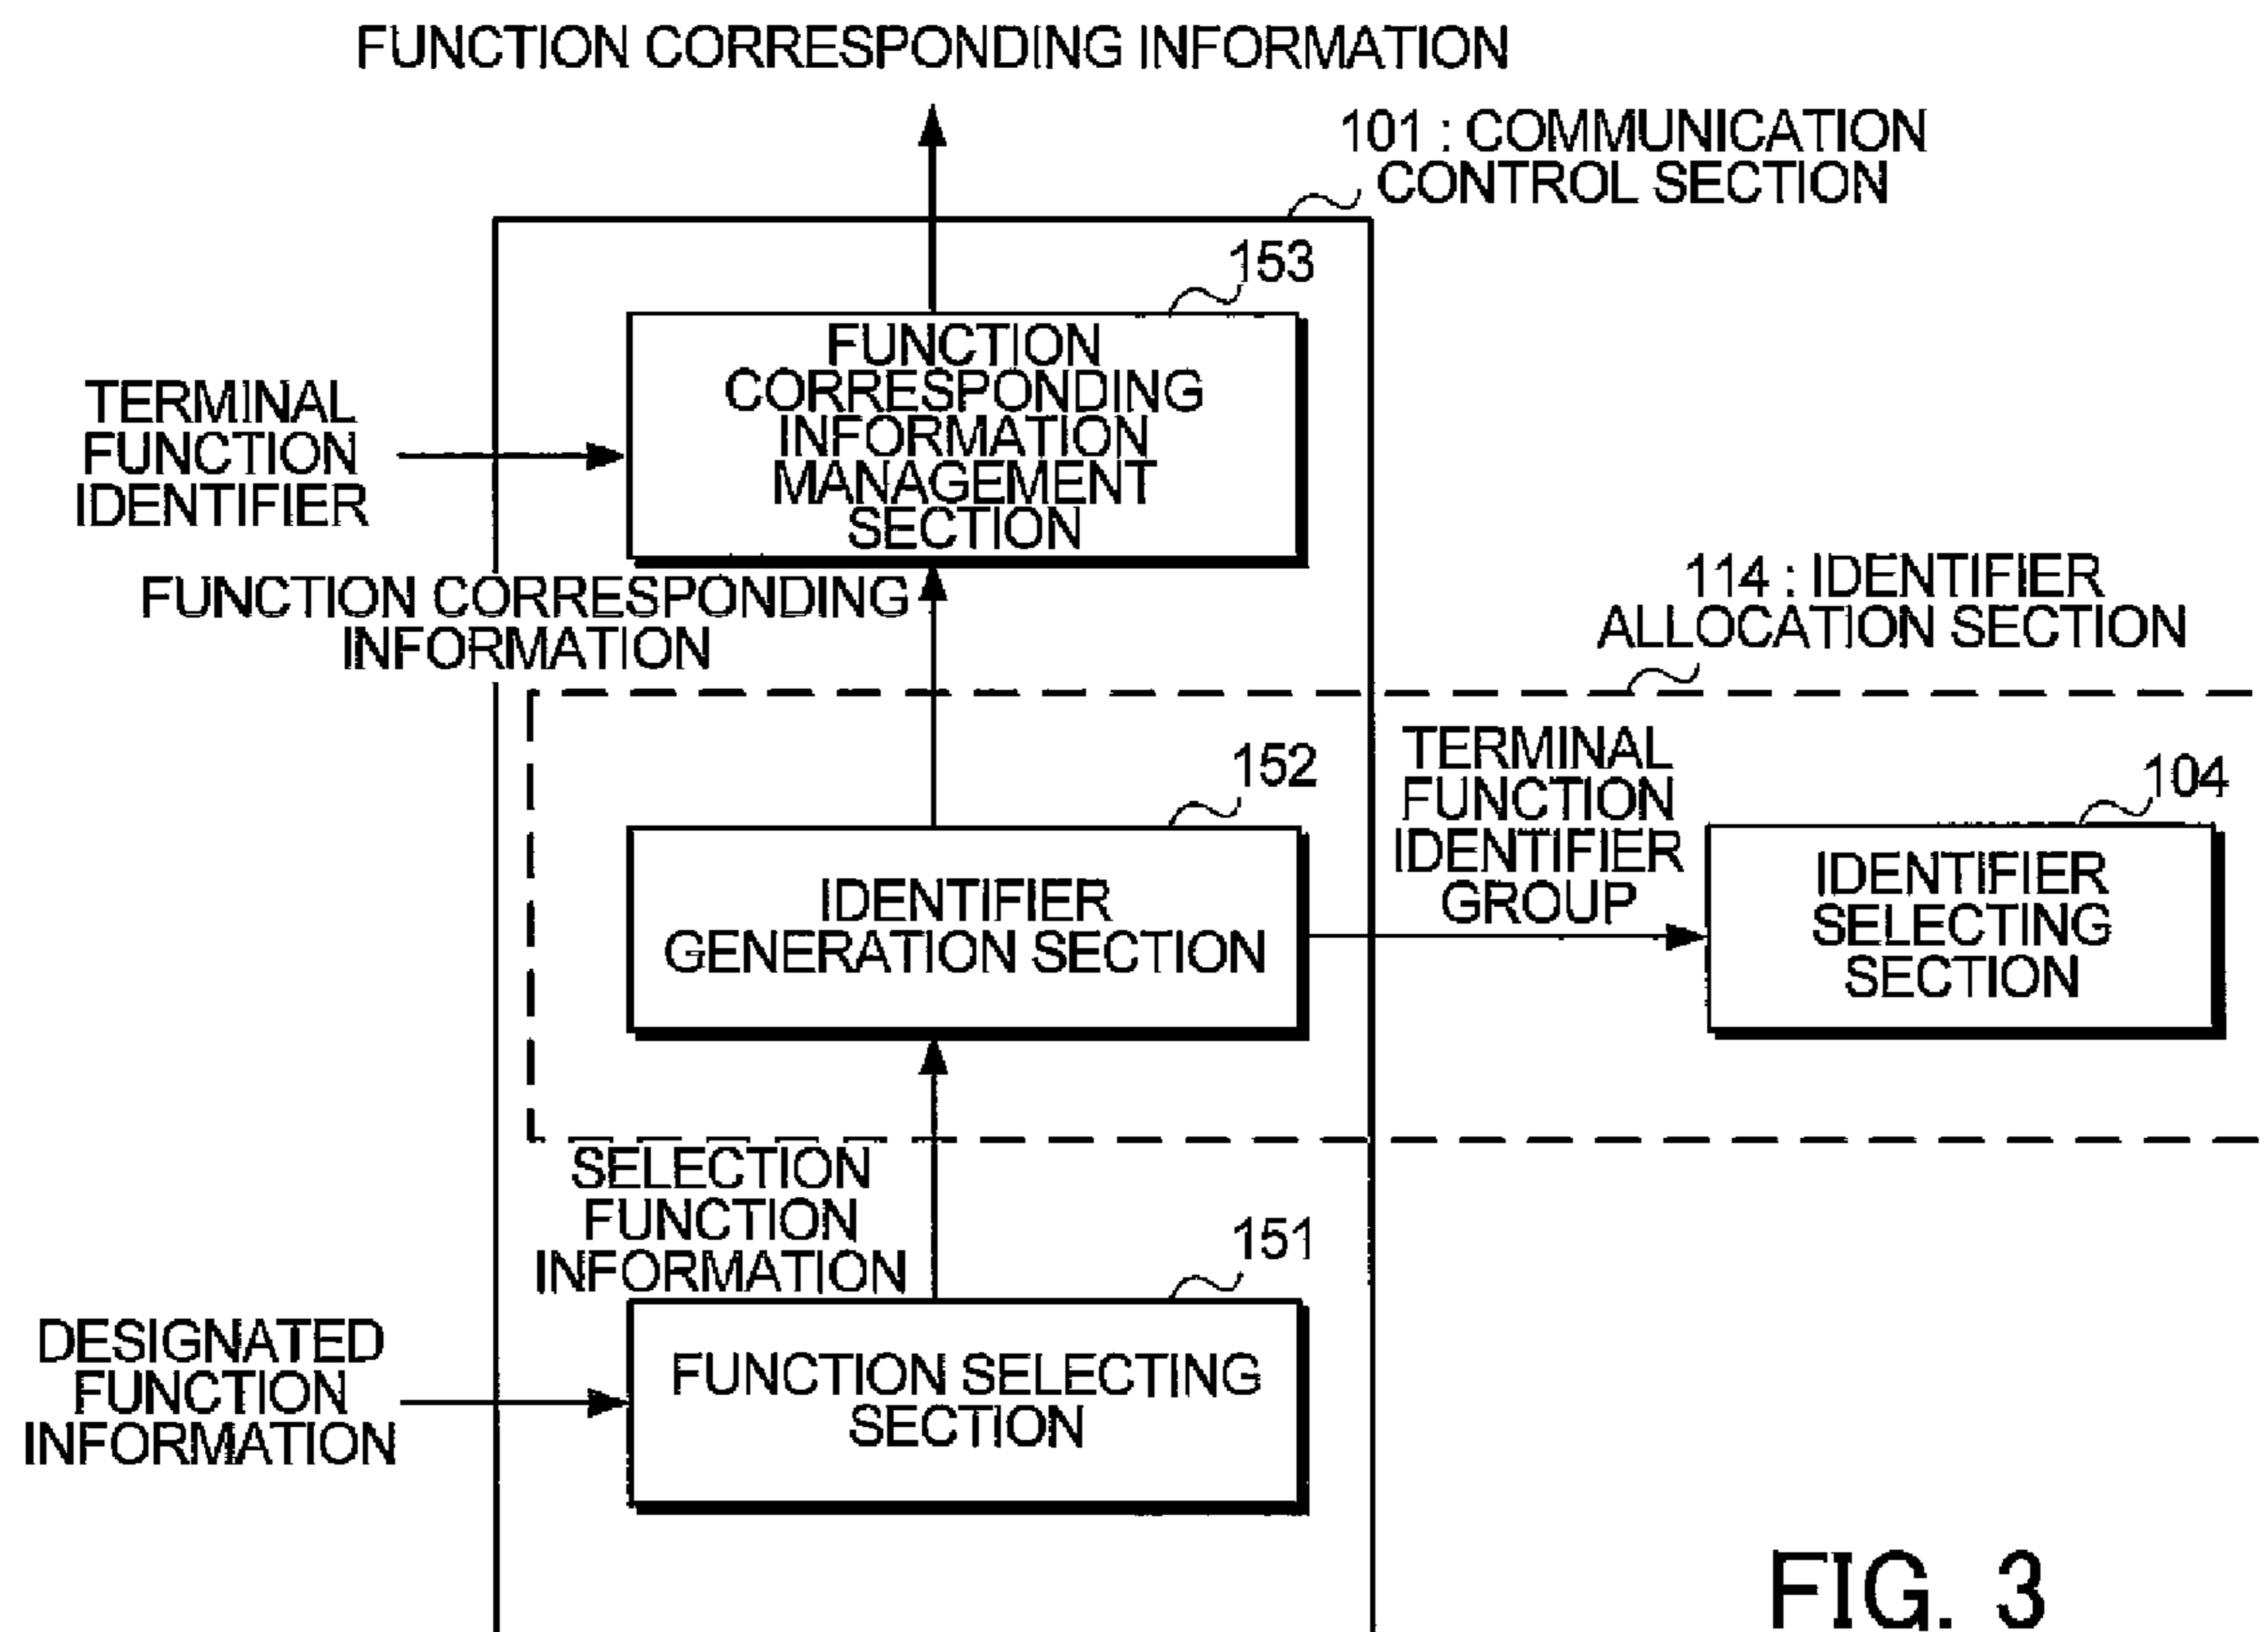 FUNCTION CORRESPONDING INFORMATION
101 : COMMUNICATION
CONTROL SECTION
153
FUNCTION
CORRESPONDING
INFORMATION
MANAGEMENT
SECTION
TERMINAL
FUNCTION
IDENTIFIER
FUNCTION CORRESPONDING
INFORMATION
114 : IDENTIFIER
ALLOCATION SECTION
152
IDENTIFIER
GENERATION SECTION
TERMINAL
FUNCTION
IDENTIFIER
GROUP
104
IDENTIFIER
SELECTING
SECTION
SELECTION
FUNCTION
INFORMATION
151
FUNCTION SELECTING
SECTION
DESIGNATED
FUNCTION
INFORMATION
FIG. 3